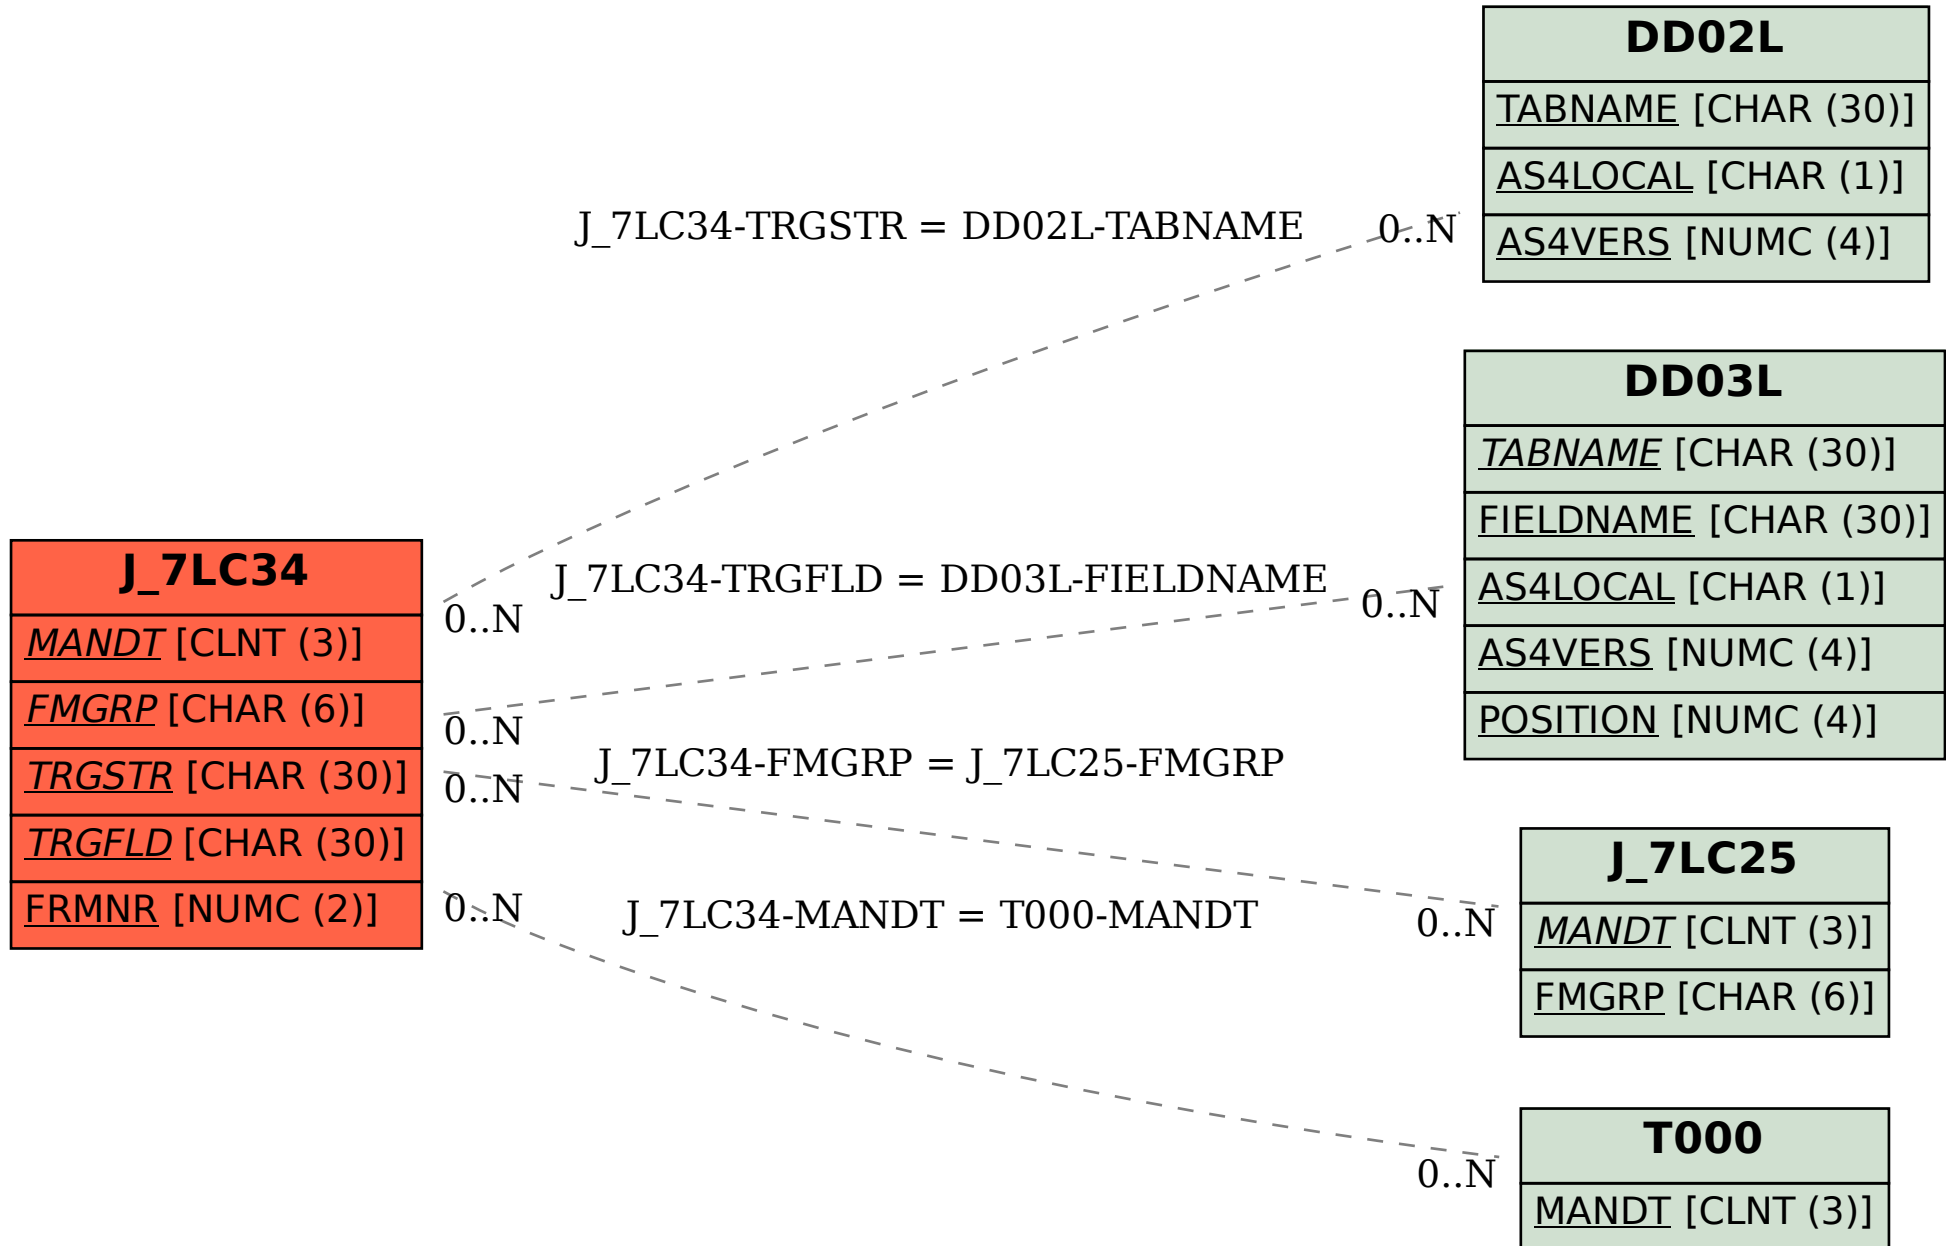 DD02L
TABNAME [CHAR (30)]
AS4LOCAL [CHAR (1)]
AS4VERS [NUMC (4)]
J_7LC34-TRGSTR = DD02L-TABNAME
0..N
DD03L
TABNAME [CHAR (30)]
FIELDNAME [CHAR (30)]
AS4LOCAL [CHAR (1)]
AS4VERS [NUMC (4)]
POSITION [NUMC (4)]
J_7LC34-TRGFLD = DD03L-FIELDNAME
0..N
J_7LC34
MANDT [CLNT (3)]
FMGRP [CHAR (6)]
TRGSTR [CHAR (30)]
TRGFLD [CHAR (30)]
FRMNR [NUMC (2)]
0..N
0..N
0..N
0..N
J_7LC34-FMGRP = J_7LC25-FMGRP
0..N
J_7LC25
MANDT [CLNT (3)]
FMGRP [CHAR (6)]
J_7LC34-MANDT = T000-MANDT
0..N
T000
MANDT [CLNT (3)]